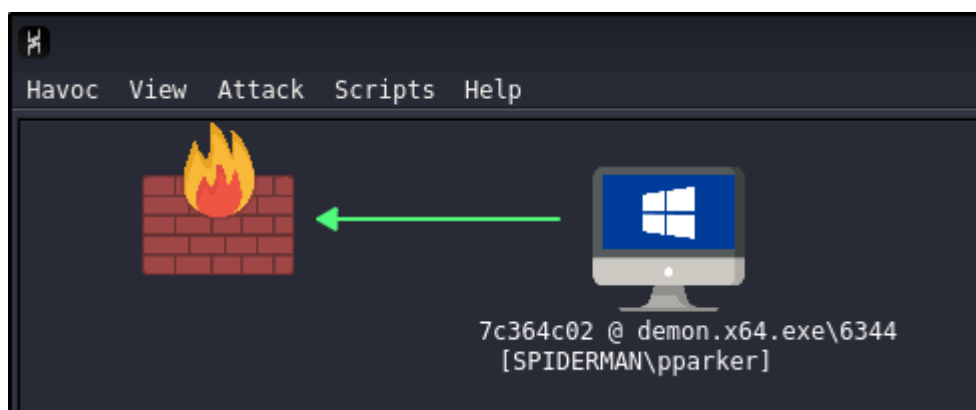 Havoc View Attack Scripts Help
7c364c02 @ demon.x64.exe\6344
[SPIDERMAN\pparker]